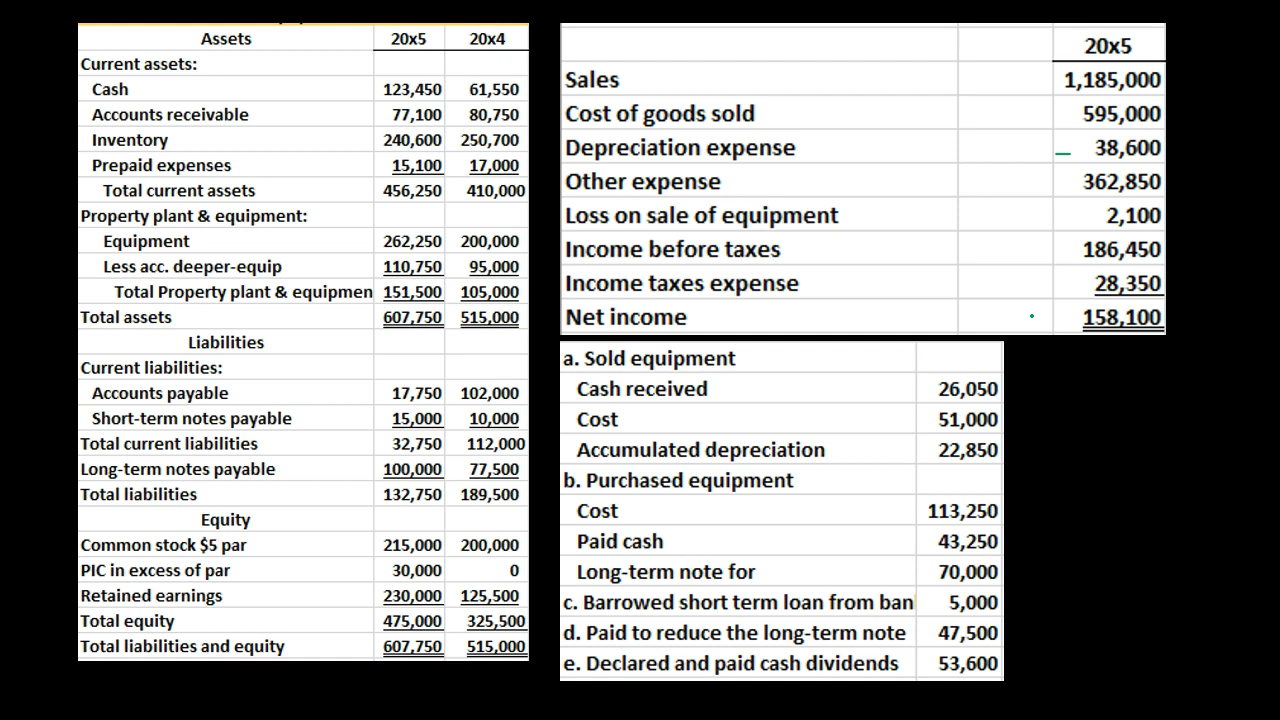 Assets 20x5 20x4
Current assets:
Cash 123,450 61,550
Accounts receivable 77,100 80,750
Inventory 240,600 250,700
Prepaid expenses 15,100 17,000
Total current assets 456,250 410,000
Property plant & equipment:
Equipment 262,250 200,000
Less acc. deeper-equip 110,750 95,000
Total Property plant & equipmen 151,500 105,000
Total assets 607,750 515,000
Liabilities
Current liabilities:
Accounts payable 17,750 102,000
Short-term notes payable 15,000 10,000
Total current liabilities 32,750 112,000
Long-term notes payable 100,000 77,500
Total liabilities 132,750 189,500
Equity
Common stock $5 par 215,000 200,000
PIC in excess of par 30,000 0
Retained earnings 230,000 125,500
Total equity 475,000 325,500
Total liabilities and equity 607,750 515,000
20x5
Sales 1,185,000
Cost of goods sold 595,000
Depreciation expense 38,600
Other expense 362,850
Loss on sale of equipment 2,100
Income before taxes 186,450
Income taxes expense 28,350
Net income 158,100
a. Sold equipment
Cash received 26,050
Cost 51,000
Accumulated depreciation 22,850
b. Purchased equipment
Cost 113,250
Paid cash 43,250
Long-term note for 70,000
c. Barrowed short term loan from ban 5,000
d. Paid to reduce the long-term note 47,500
e. Declared and paid cash dividends 53,600